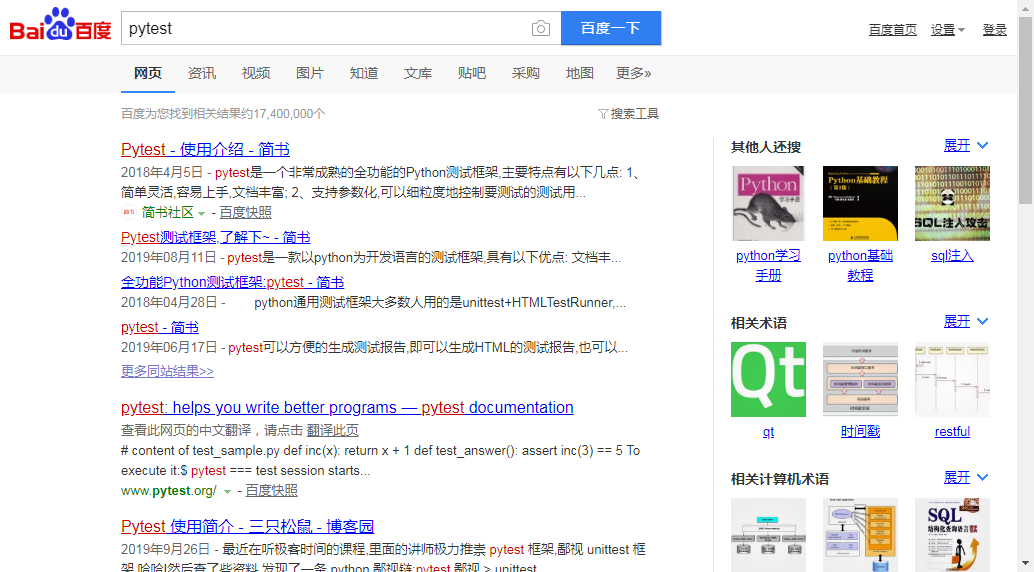 Bai du 百度
pytest
百度一下
百度首页 设置 登录
网页 资讯 视频 图片 知道 文库 贴吧 采购 地图 更多»
百度为您找到相关结果约17,400,000个
搜索工具
Pytest - 使用介绍 - 简书
2018年4月5日 - pytest是一个非常成熟的全功能的Python测试框架,主要特点有以下几点: 1、
简单灵活,容易上手,文档丰富; 2、支持参数化,可以细粒度地控制要测试的测试用...
简书社区 - 百度快照
Pytest测试框架,了解下~ - 简书
2019年08月11日 - pytest是一款以python为开发语言的测试框架,具有以下优点: 文档丰...
全功能Python测试框架:pytest - 简书
2018年04月28日 - python通用测试框架大多数人用的是unittest+HTMLTestRunner,...
pytest - 简书
2019年06月17日 - pytest可以方便的生成测试报告,即可以生成HTML的测试报告,也可以...
更多同站结果>>
pytest: helps you write better programs — pytest documentation
查看此网页的中文翻译，请点击 翻译此页
# content of test_sample.py def inc(x): return x + 1 def test_answer(): assert inc(3) == 5 To
execute it:$ pytest === test session starts...
www.pytest.org/ - 百度快照
Pytest 使用简介 - 三只松鼠 - 博客园
2019年9月26日 - 最近在听极客时间的课程,里面的讲师极力推崇 pytest 框架,鄙视 unittest 框
架,哈哈!然后查了些资料,发现了一条 python 鄙视链:pytest 鄙视 > unittest
其他人还搜 展开
Python
学习手册
Python基础教程
(第2版)
SQL注入攻击
python学习
手册
python基础
教程
sql注入
相关术语 展开
Qt
qt
时间戳
restful
相关计算机术语 展开
SQL
结构化查询语言